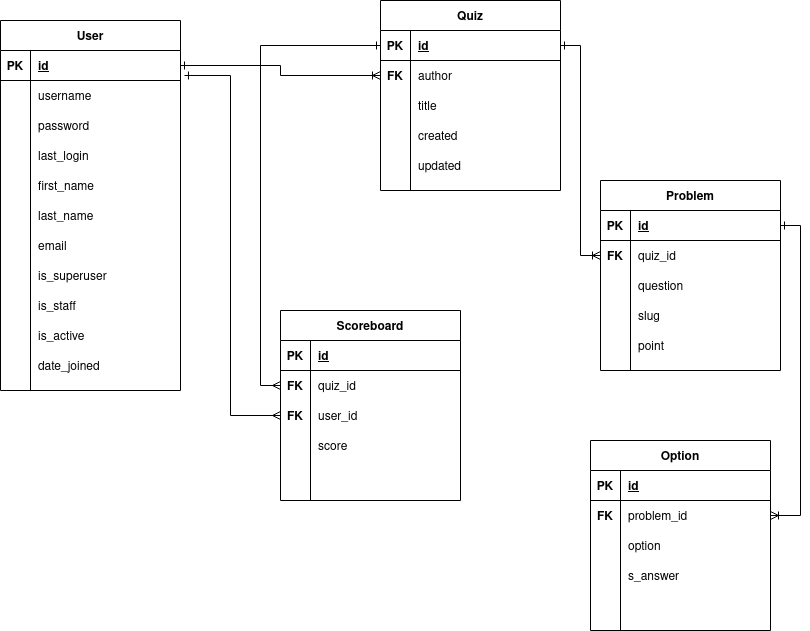 User
PK id
username
password
last_login
first_name
last_name
email
is_superuser
is_staff
is_active
date_joined
Quiz
PK id
FK author
title
created
updated
Problem
PK id
FK quiz_id
question
slug
point
Scoreboard
PK id
FK quiz_id
FK user_id
score
Option
PK id
FK problem_id
option
s_answer